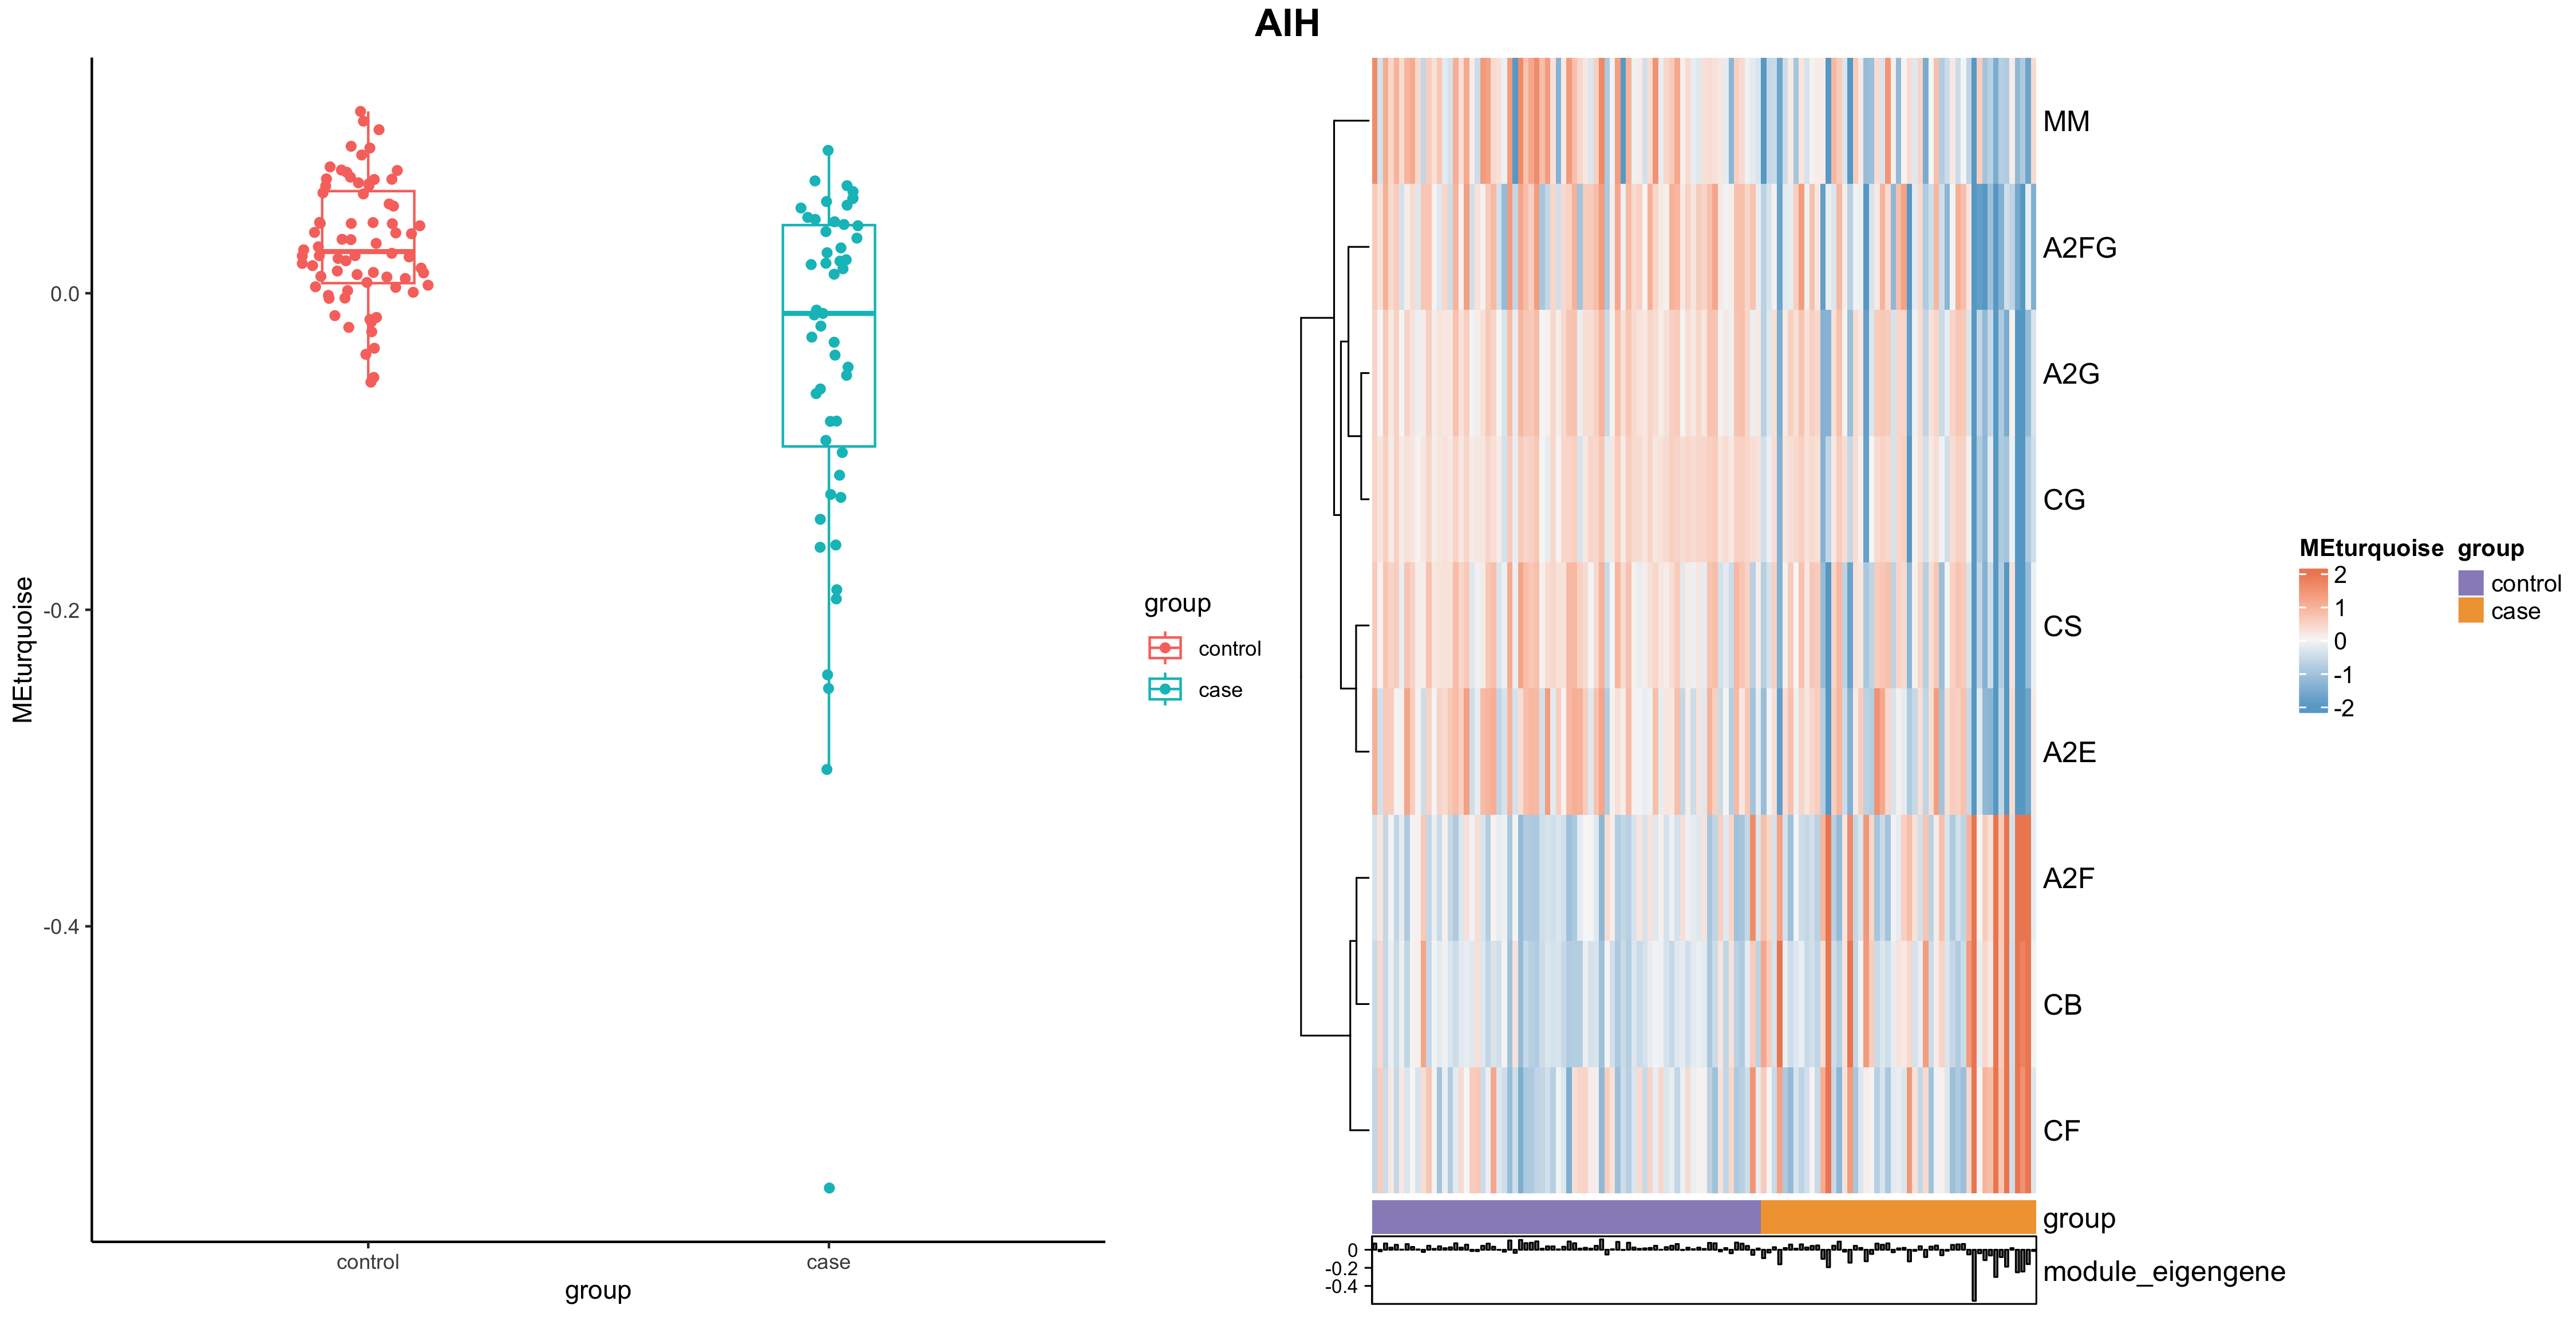 AIH
MEturquoise
0.0
-0.2
-0.4
control
case
group
group
control
case
MM
A2FG
A2G
CG
CS
A2E
A2F
CB
CF
group
module_eigengene
0
-0.2
-0.4
MEturquoise
2
1
0
-1
-2
group
control
case